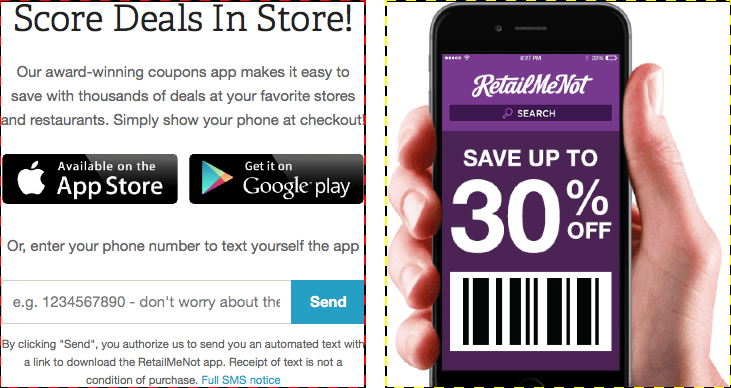 Score Deals In Store!
Our award-winning coupons app makes it easy to
save with thousands of deals at your favorite stores
and restaurants. Simply show your phone at checkout!
Available on the
App Store
Get it on
Google play
Or, enter your phone number to text yourself the app
e.g. 1234567890 - don't worry about the
Send
By clicking "Send", you authorize us to send you an automated text with
a link to download the RetailMeNot app. Receipt of text is not a
condition of purchase. Full SMS notice
8:27 PM
22%
RetailMeNot
SEARCH
SAVE UP TO
30%
OFF